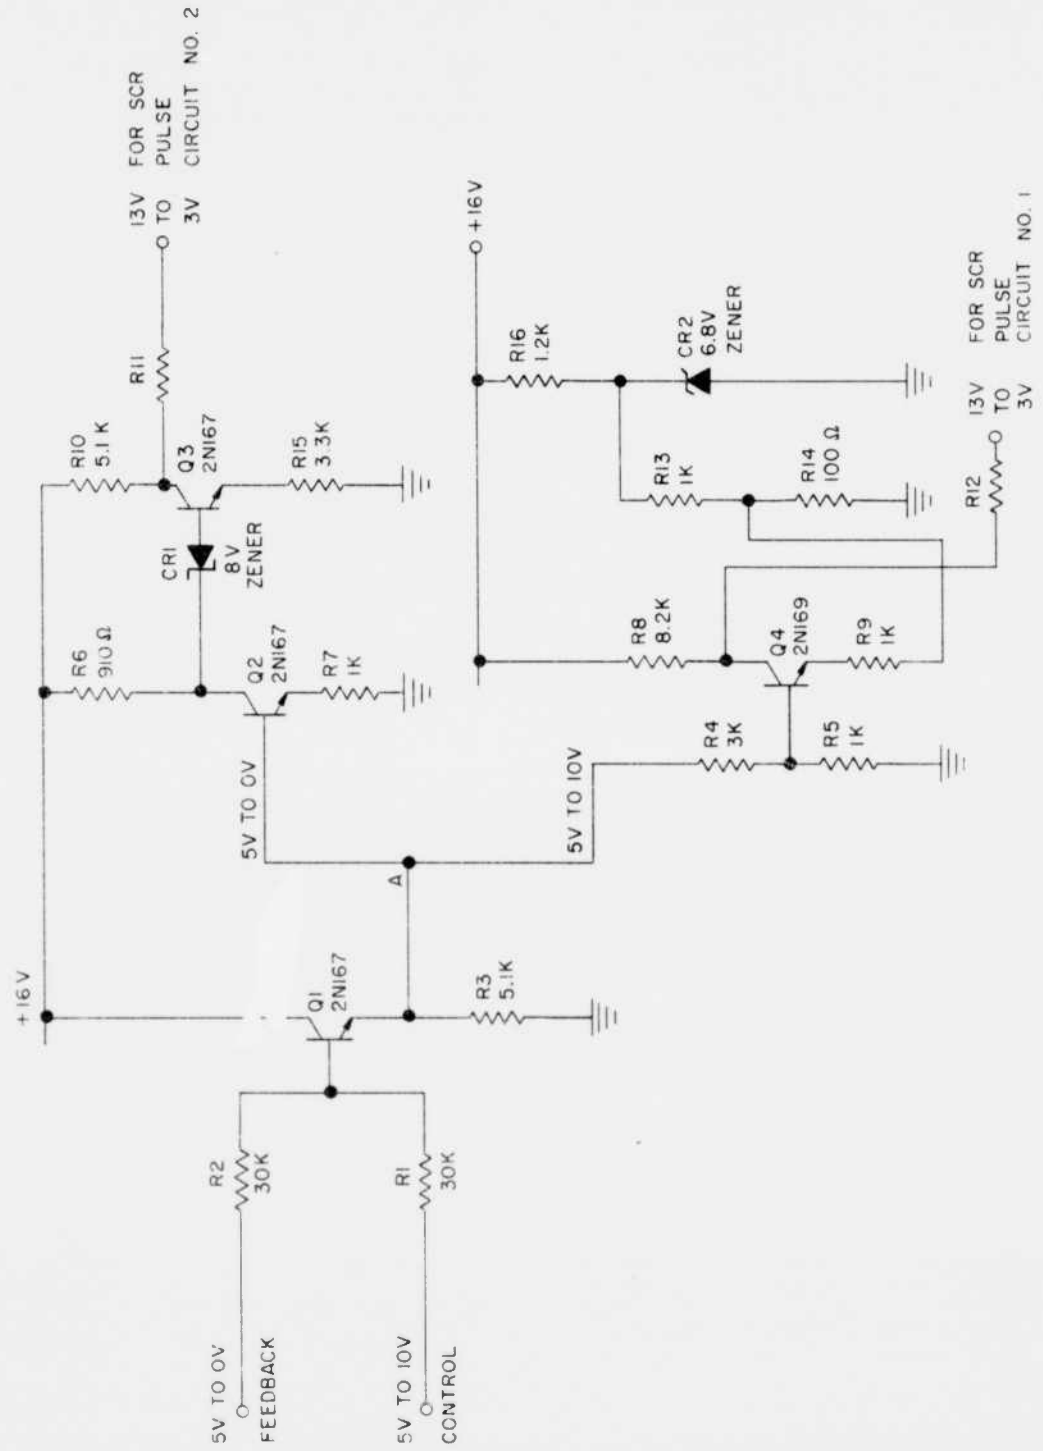 +16V
R10
5.1K
R6
910Ω
R11
13V FOR SCR
TO PULSE
3V CIRCUIT NO. 2
Q3
2N167
CR1
8V
ZENER
R15
3.3K
Q2
2N167
R7
1K
5V TO 0V
Q1
2N167
R2
30K
5V TO 0V
FEEDBACK
A
R3
5.1K
R1
30K
5V TO 10V
CONTROL
5V TO 10V
+16V
R16
1.2K
CR2
6.8V
ZENER
R13
1K
R14
100Ω
R8
8.2K
Q4
2N169
R9
1K
R4
3K
R5
1K
R12
13V FOR SCR
TO PULSE
3V CIRCUIT NO. 1